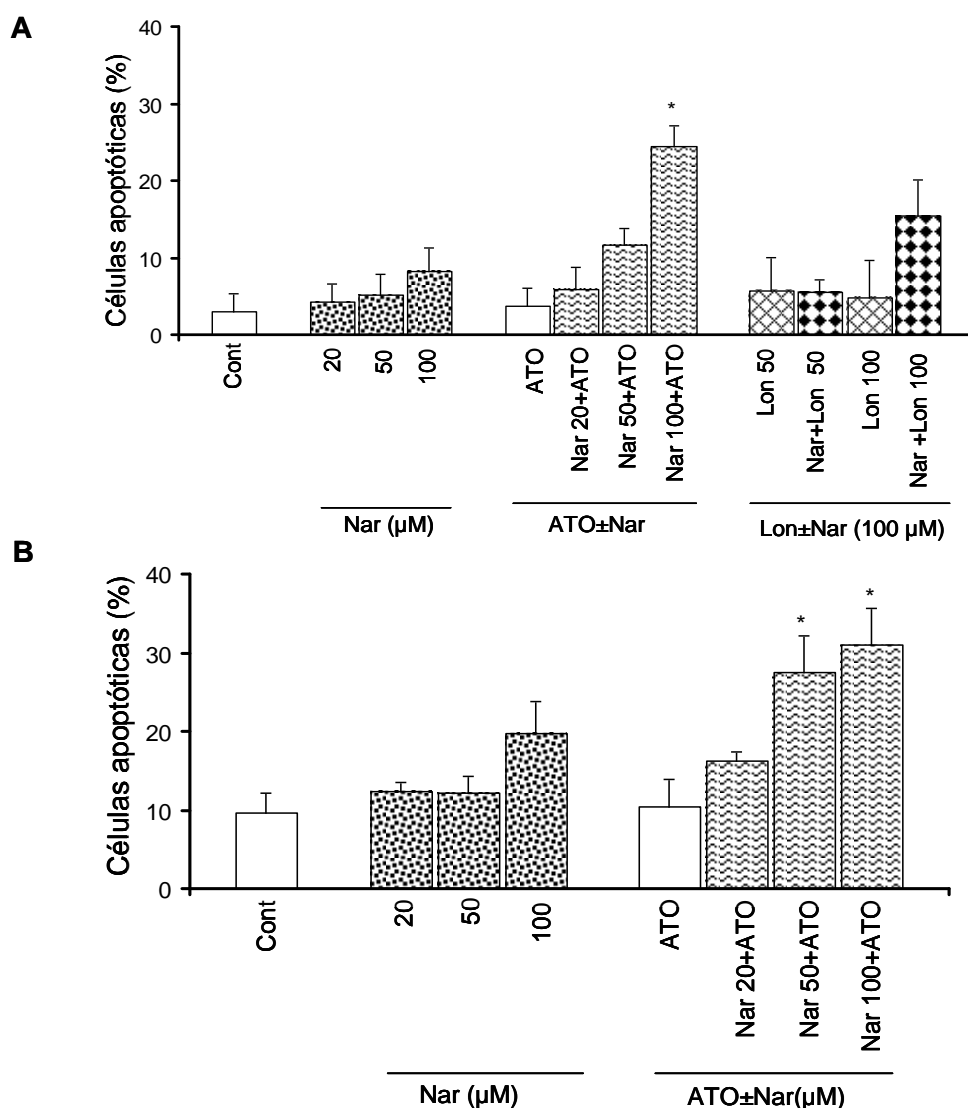 A
Células apoptóticas (%)
40
30
20
10
0
*
Cont
20
50
100
ATO
Nar 20+ATO
Nar 50+ATO
Nar 100+ATO
Lon 50
Nar+Lon 50
Lon 100
Nar +Lon 100
Nar (µM)
ATO±Nar
Lon±Nar (100 µM)
B
Células apoptóticas (%)
40
30
20
10
0
*
*
Cont
20
50
100
ATO
Nar 20+ATO
Nar 50+ATO
Nar 100+ATO
Nar (µM)
ATO±Nar(µM)